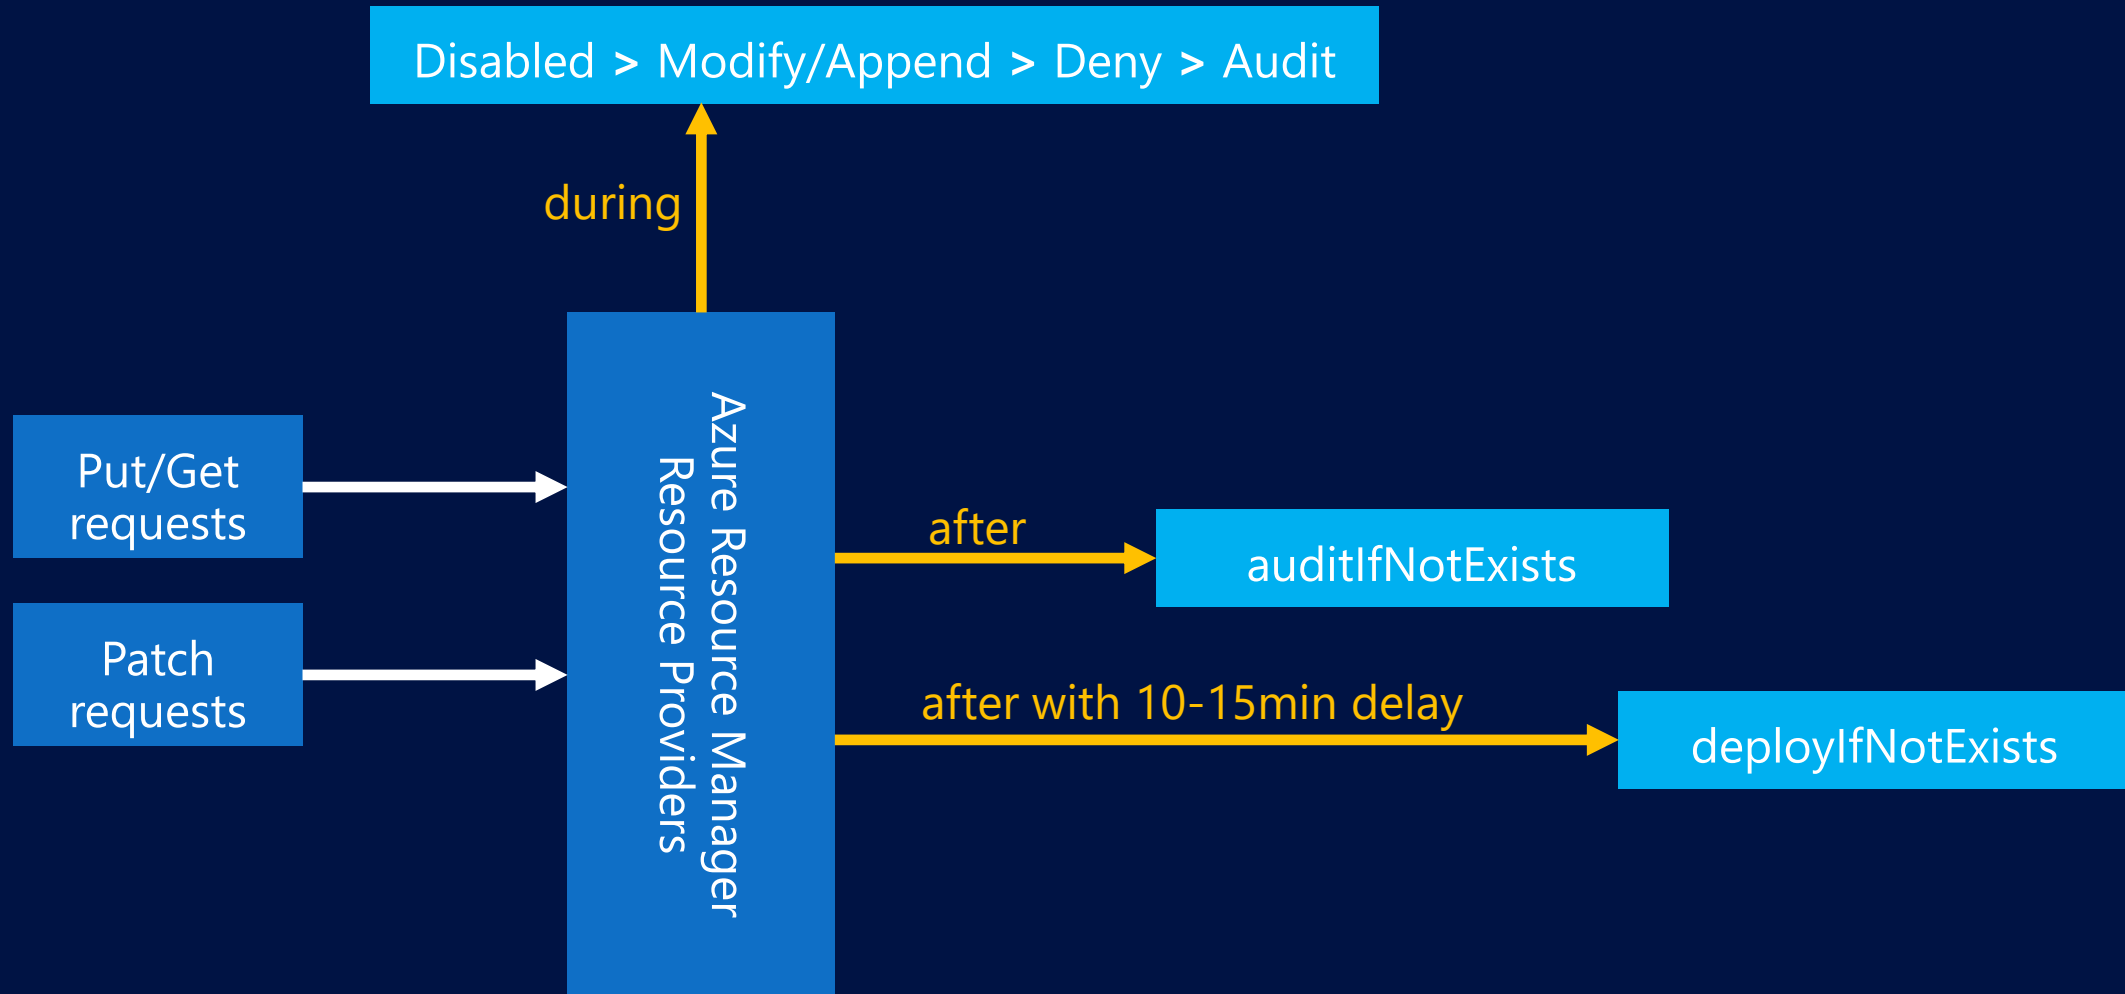 Disabled > Modify/Append > Deny > Audit
during
Put/Get
requests
Patch
requests
Azure Resource Manager
Resource Providers
after
auditIfNotExists
after with 10-15min delay
deployIfNotExists